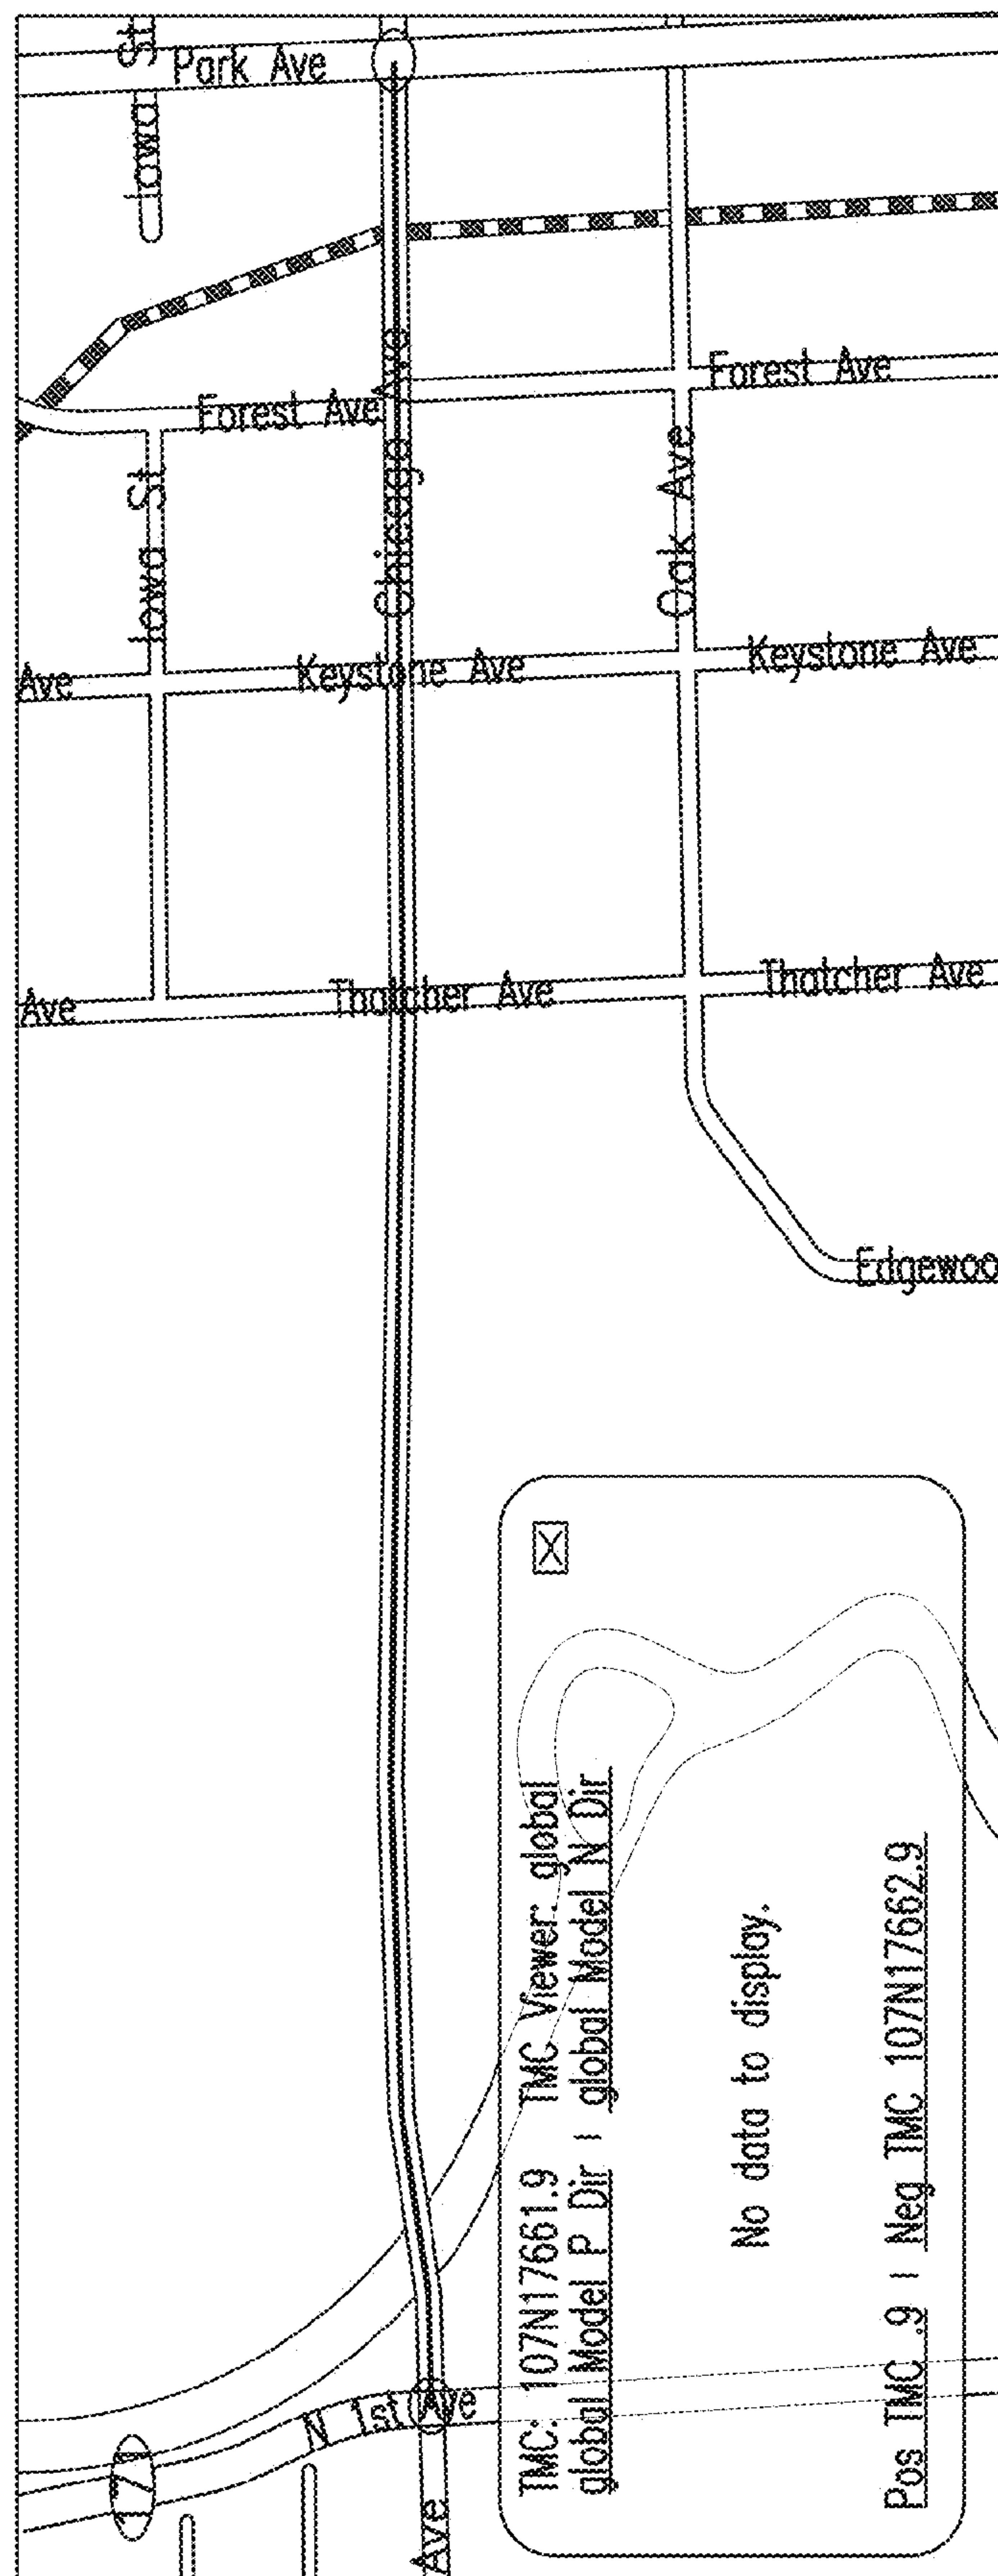 Iowa St
Park Ave
Forest Ave
Forest Ave
Iowa St
Chicago Ave
Oak Ave
Ave
Keystone Ave
Keystone Ave
Ave
Thatcher Ave
Thatcher Ave
Edgewoo
N 1st Ave
171
Ave
X
TMC: 107N17661.9 TMC Viewer: global
global Model P Dir | global Model N Dir
No data to display.
Pos TMC .9 | Neg TMC 107N17662.9